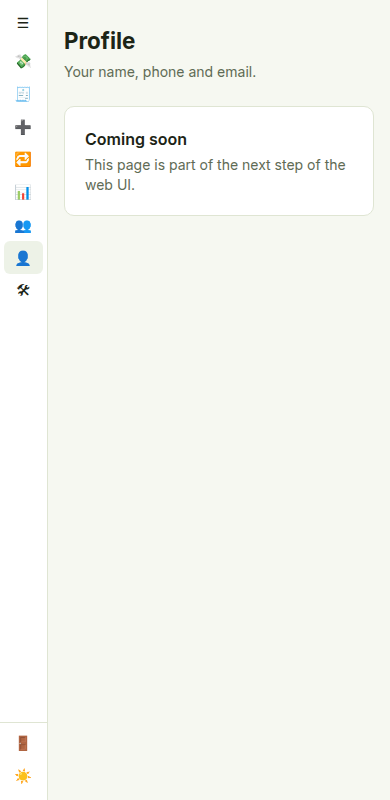 Profile
Your name, phone and email.
Coming soon
This page is part of the next step of the
web UI.